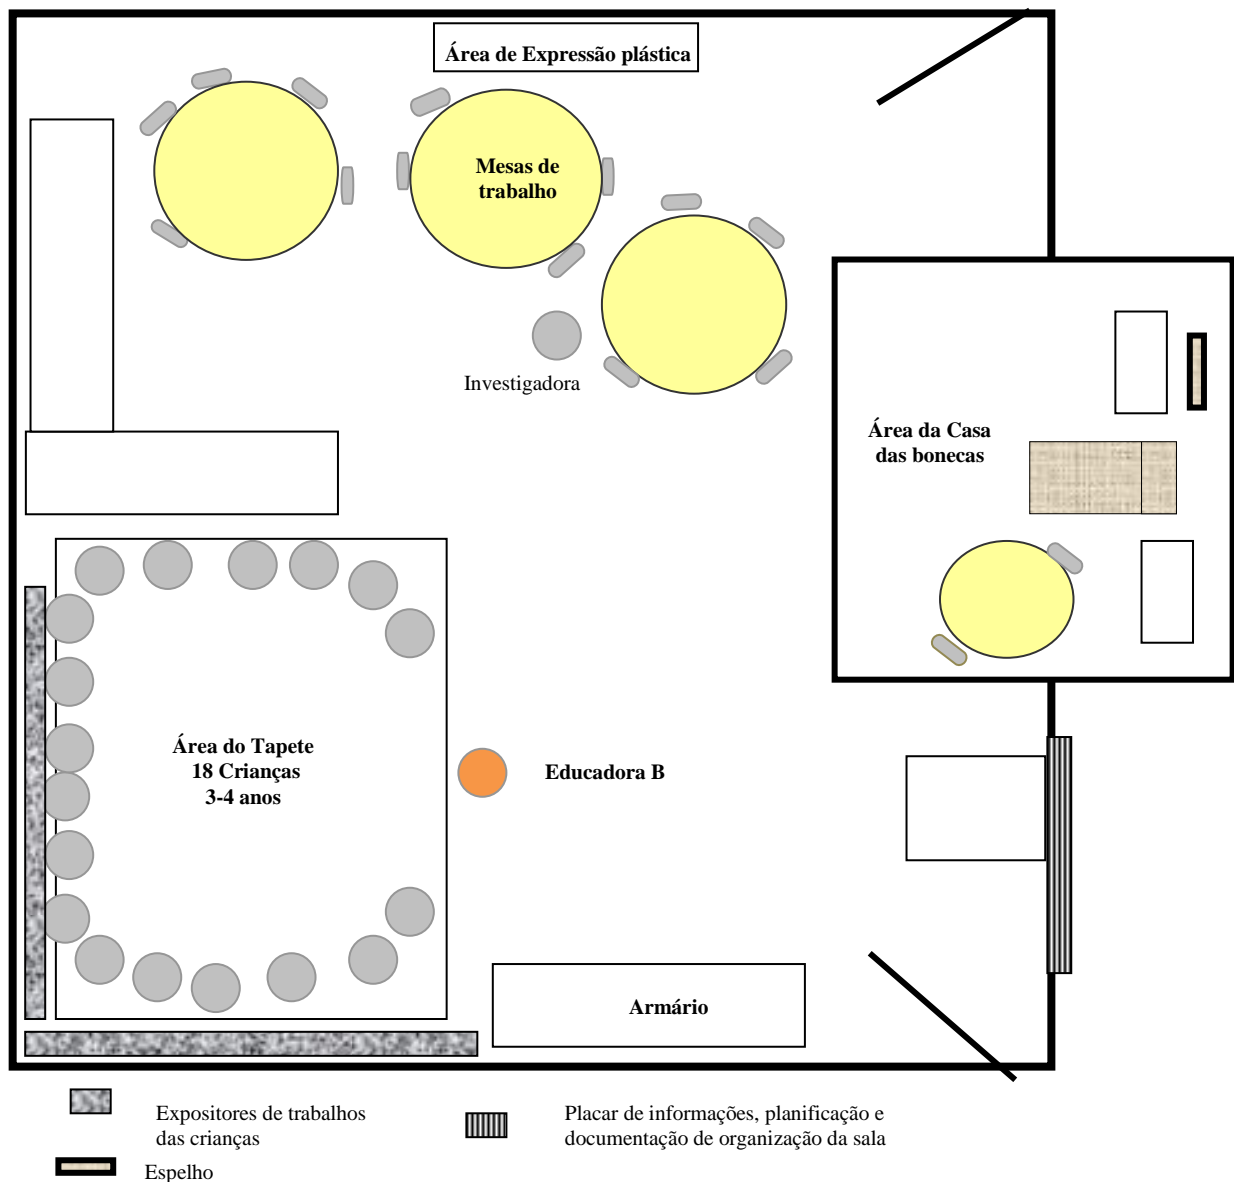 Área de Expressão plástica
Mesas de
trabalho
Investigadora
Área da Casa
das bonecas
Área do Tapete
18 Crianças
3-4 anos
Educadora B
Armário
Expositores de trabalhos
das crianças
Placar de informações, planificação e
documentação de organização da sala
Espelho